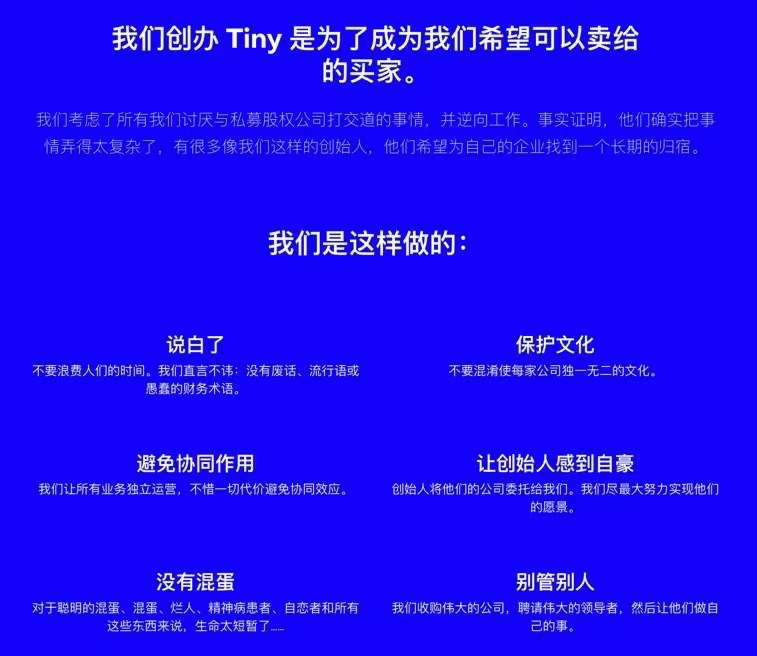 我们创办 Tiny 是为了成为我们希望可以卖给
的买家。
我们考虑了所有我们讨厌与私募股权公司打交道的事情，并逆向工作。事实证明，他们确实把事
情弄得太复杂了，有很多像我们这样的创始人，他们希望为自己的企业找到一个长期的归宿。
我们是这样做的：
说白了
不要浪费人们的时间。我们直言不讳：没有废话、流行语或
愚蠢的财务术语。
保护文化
不要混淆使每家公司独一无二的文化。
避免协同作用
我们让所有业务独立运营，不惜一切代价避免协同效应。
让创始人感到自豪
创始人将他们的公司委托给我们。我们尽最大努力实现他们
的愿景。
没有混蛋
对于聪明的混蛋、混蛋、烂人、精神病患者、自恋者和所有
这些东西来说，生命太短暂了……
别管别人
我们收购伟大的公司，聘请伟大的领导者，然后让他们做自
己的事。